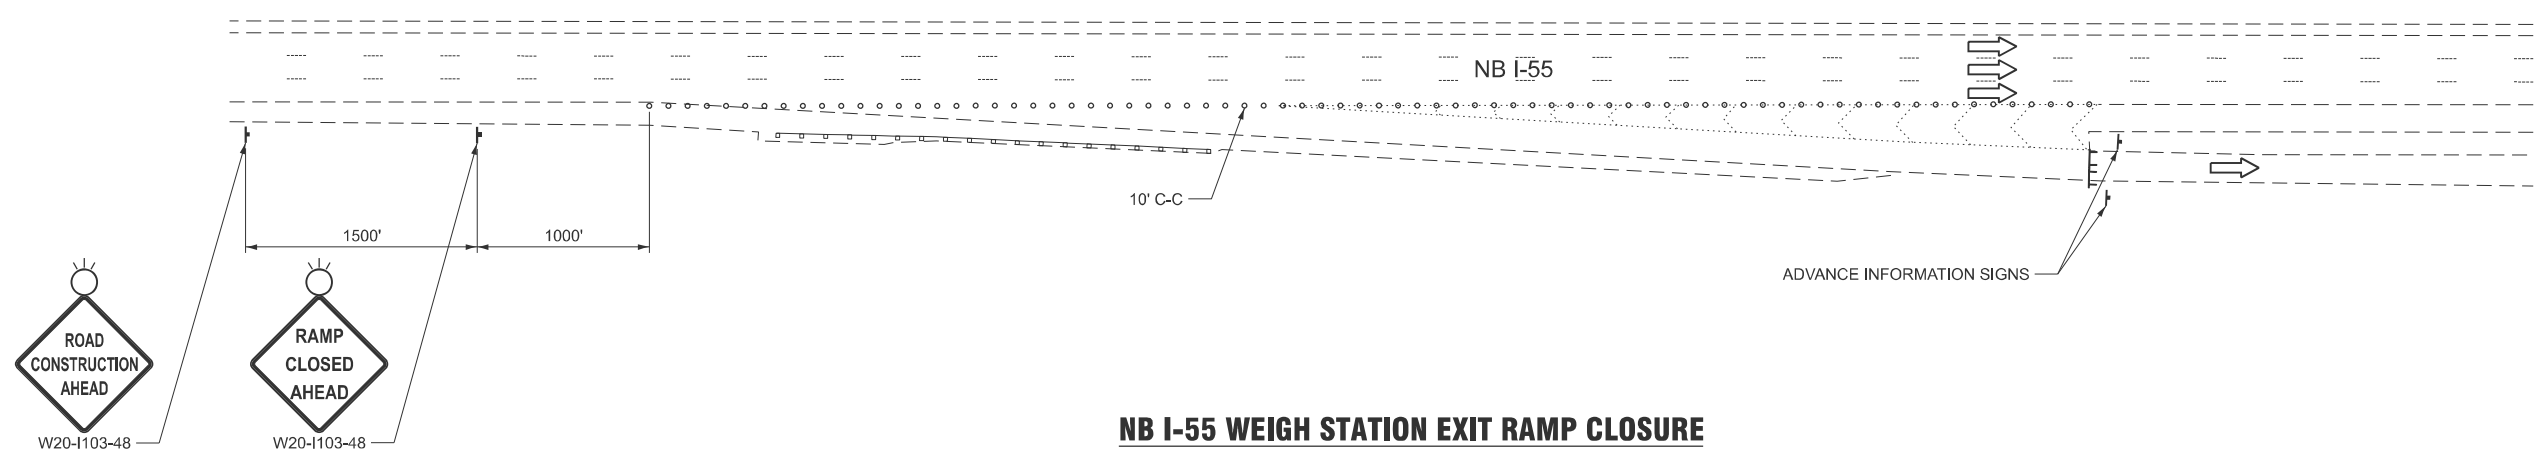 NB I-55
10' C-C
1500'
1000'
ADVANCE INFORMATION SIGNS
ROAD
CONSTRUCTION
AHEAD
W20-I103-48
RAMP
CLOSED
AHEAD
W20-I103-48
NB I-55 WEIGH STATION EXIT RAMP CLOSURE